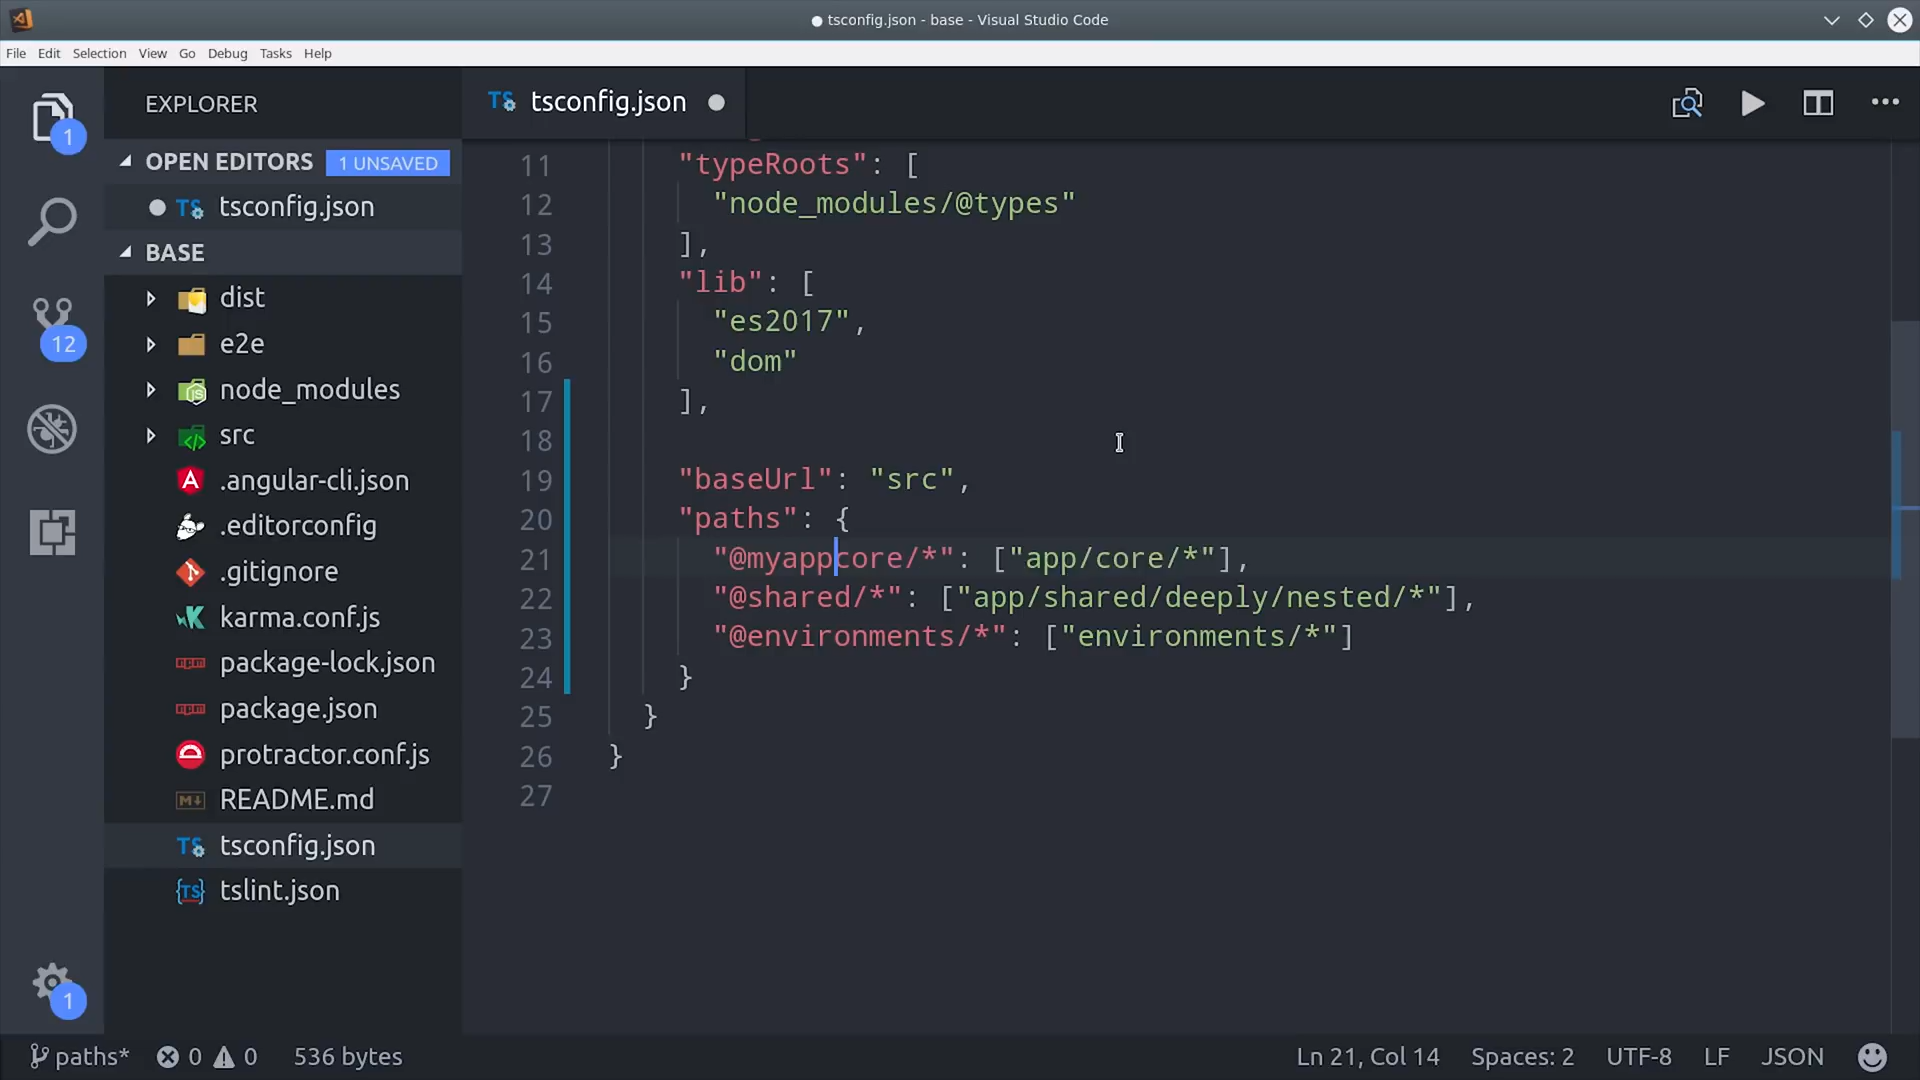 tsconfig.json - base - Visual Studio Code
File Edit Selection View Go Debug Tasks Help
1
12
1
EXPLORER
OPEN EDITORS 1 UNSAVED
TS tsconfig.json
BASE
dist
e2e
node_modules
src
.angular-cli.json
.editorconfig
.gitignore
karma.conf.js
package-lock.json
package.json
protractor.conf.js
README.md
TS tsconfig.json
tslint.json
TS tsconfig.json
11 "typeRoots": [
12 "node_modules/@types"
13 ],
14 "lib": [
15 "es2017",
16 "dom"
17 ],
18
19 "baseUrl": "src",
20 "paths": {
21 "@myappcore/*": ["app/core/*"],
22 "@shared/*": ["app/shared/deeply/nested/*"],
23 "@environments/*": ["environments/*"]
24 }
25 }
26 }
27
paths* 0 0 536 bytes Ln 21, Col 14 Spaces: 2 UTF-8 LF JSON